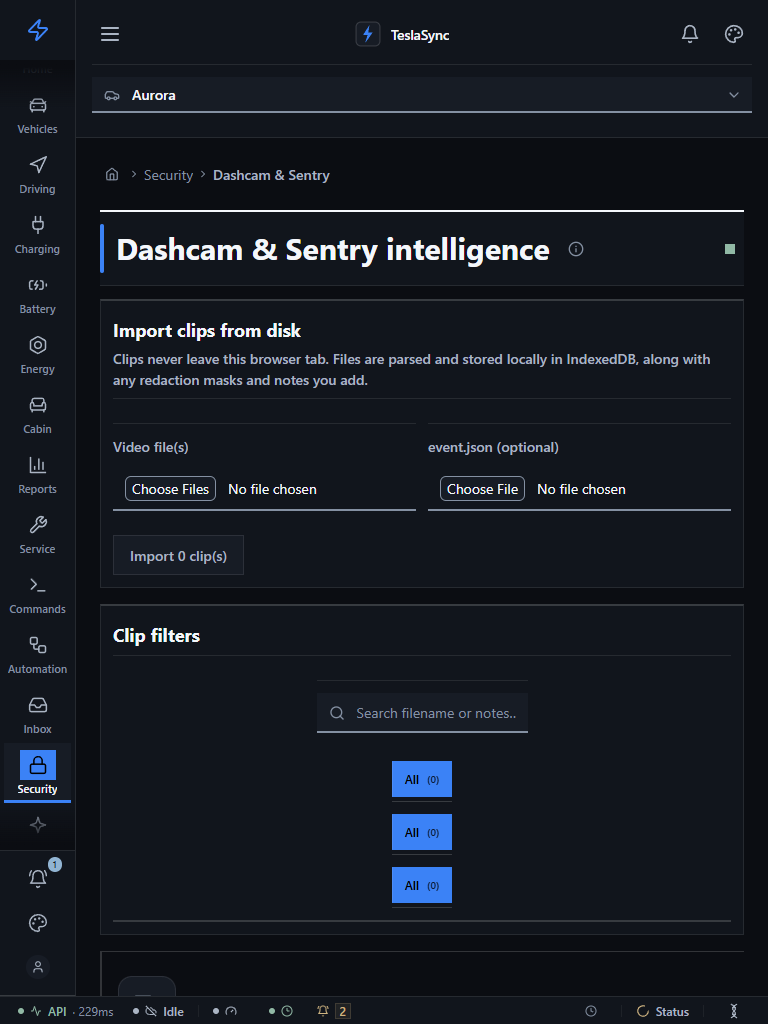 TeslaSync
Aurora
Vehicles
Driving
Charging
Battery
Energy
Cabin
Reports
Service
Commands
Automation
Inbox
Security
1
Security
Dashcam & Sentry
Dashcam & Sentry intelligence
Import clips from disk
Clips never leave this browser tab. Files are parsed and stored locally in IndexedDB, along with
any redaction masks and notes you add.
Video file(s)
event.json (optional)
Choose Files No file chosen
Choose File No file chosen
Import 0 clip(s)
Clip filters
Search filename or notes..
All (0)
All (0)
All (0)
API · 229ms
Idle
2
Status